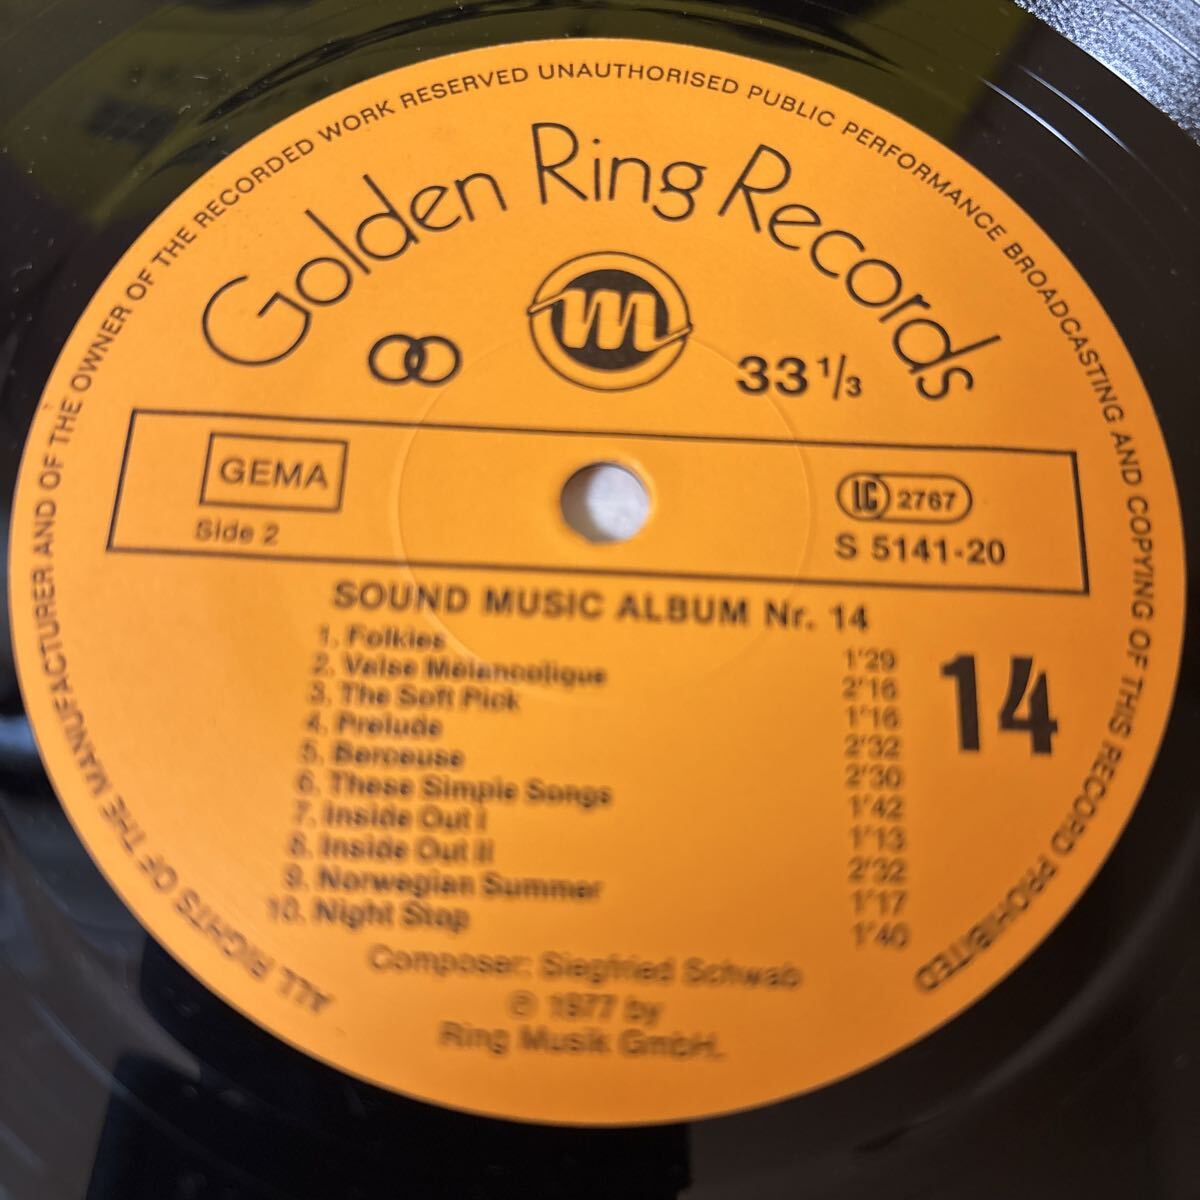 ALL RIGHTS OF THE MANUFACTURER AND OF THE OWNER OF THE RECORDED WORK RESERVED UNAUTHORISED PUBLIC PERFORMANCE BROADCASTING AND COPYING OF THIS RECORD PROHIBITED
Golden Ring Records
m
33 1/3
GEMA
LC 2767
Side 2
S 5141-20
SOUND MUSIC ALBUM Nr. 14
1. Folkies 1'29
2. Valse Mélancolique 2'16
3. The Soft Pick 1'16
4. Prelude 2'32
5. Berceuse 2'30
6. These Simple Songs 1'42
7. Inside Out I 1'13
8. Inside Out II 2'32
9. Norwegian Summer 1'17
10. Night Stop 1'40
14
Composer: Siegfried Schwab
© 1977 by
Ring Musik GmbH.